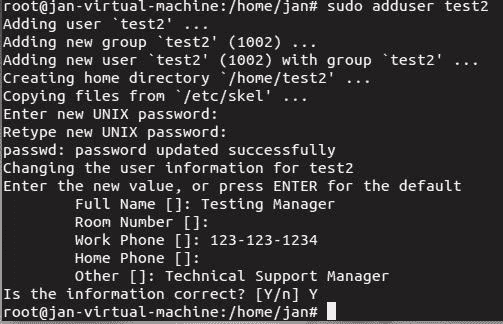 root@jan-virtual-machine:/home/jan# sudo adduser test2
Adding user `test2' ...
Adding new group `test2' (1002) ...
Adding new user `test2' (1002) with group `test2' ...
Creating home directory `/home/test2' ...
Copying files from `/etc/skel' ...
Enter new UNIX password:
Retype new UNIX password:
passwd: password updated successfully
Changing the user information for test2
Enter the new value, or press ENTER for the default
        Full Name []: Testing Manager
        Room Number []:
        Work Phone []: 123-123-1234
        Home Phone []:
        Other []: Technical Support Manager
Is the information correct? [Y/n] Y
root@jan-virtual-machine:/home/jan#